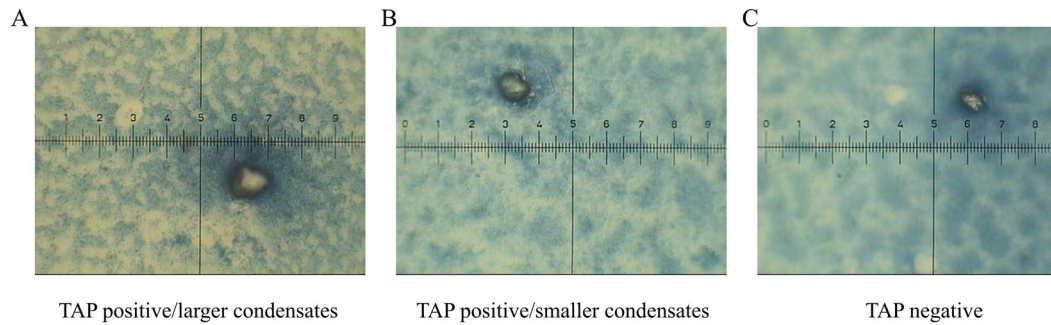 A
B
C
1 2 3 4 5 6 7 8 9
0 1 2 3 4 5 6 7 8 9
0 1 2 3 4 5 6 7 8
TAP positive/larger condensates
TAP positive/smaller condensates
TAP negative